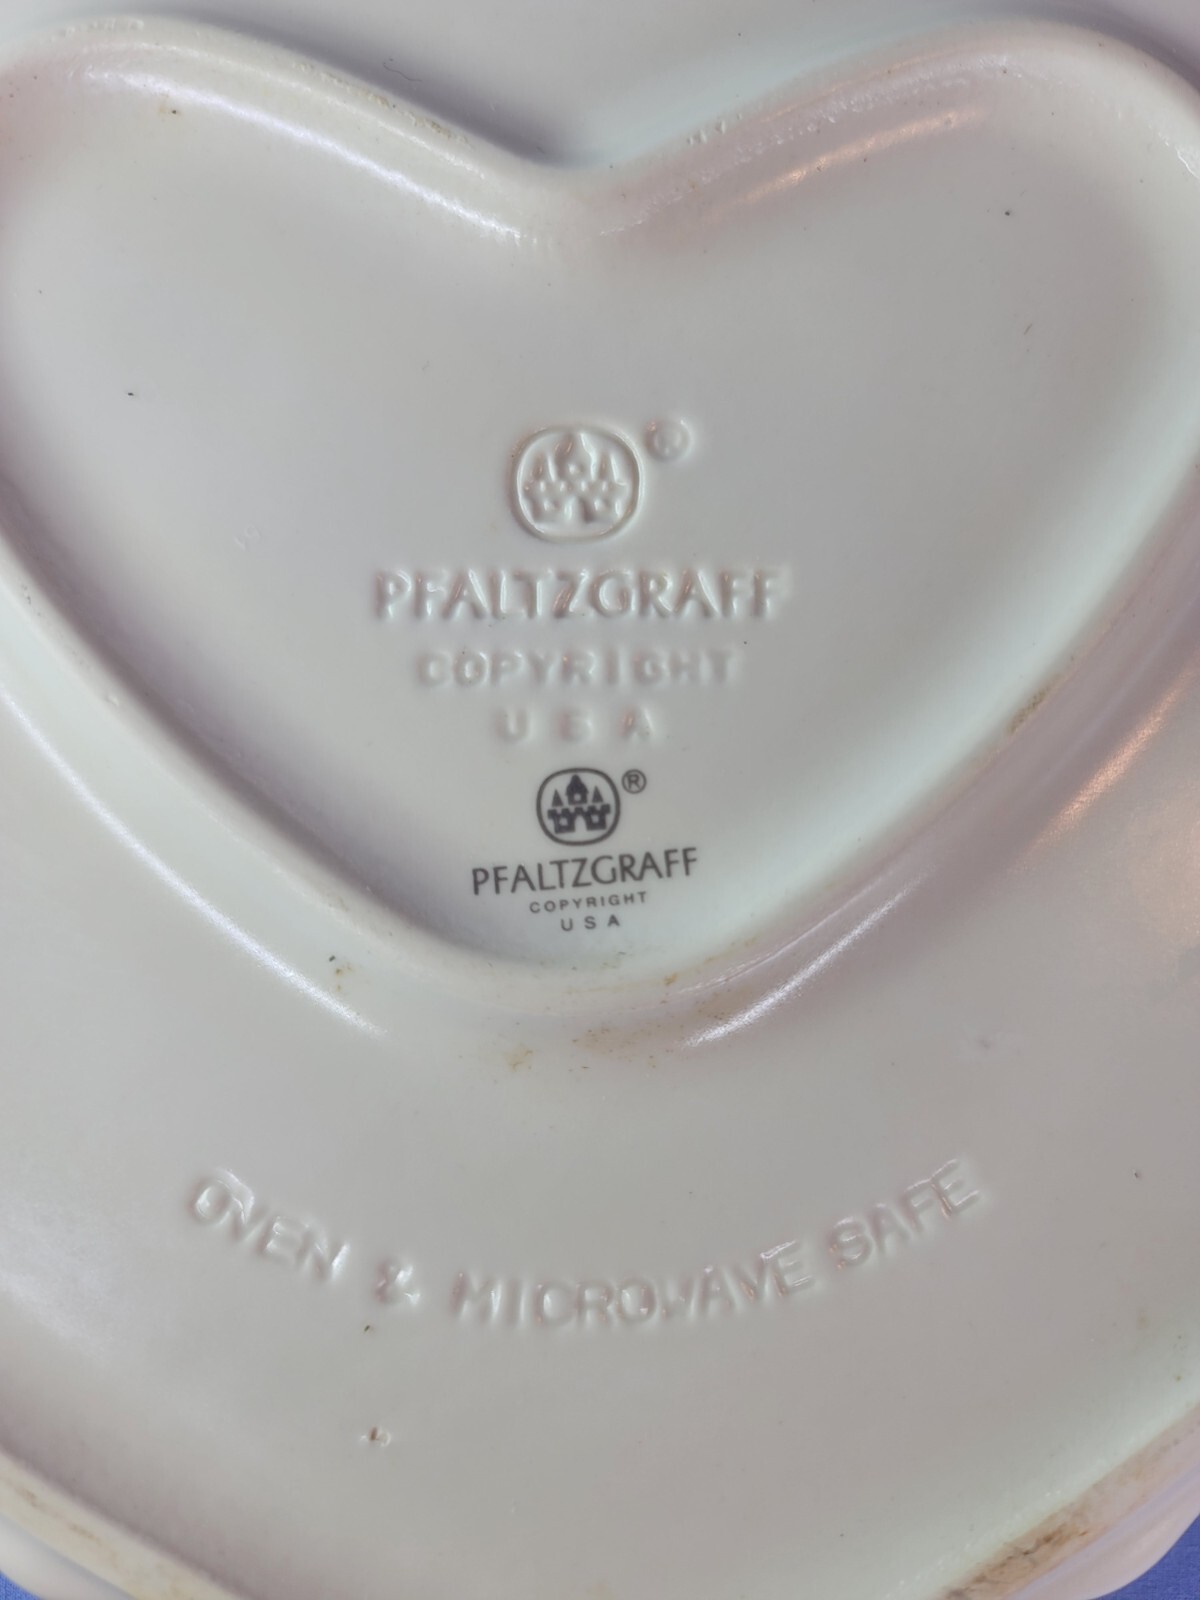 ®
PFALTZGRAFF
COPYRIGHT
USA
®
PFALTZGRAFF
COPYRIGHT
USA
OVEN & MICROWAVE SAFE